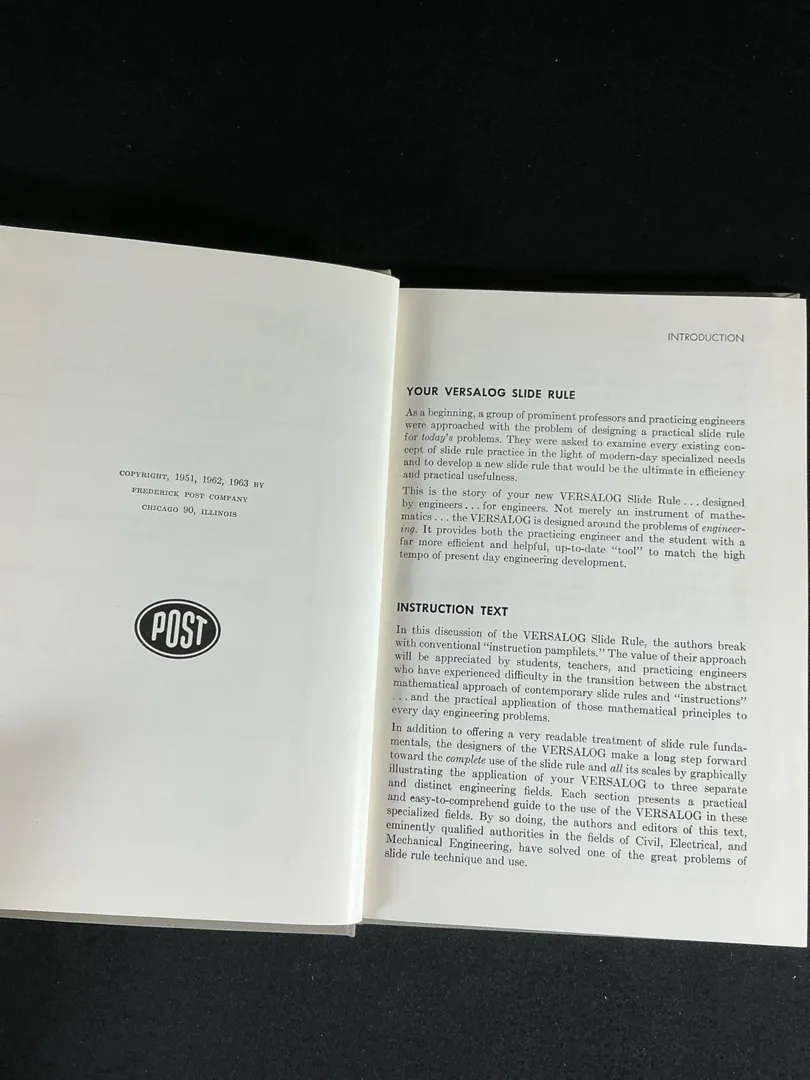 COPYRIGHT, 1951, 1962, 1963 BY
FREDERICK POST COMPANY
CHICAGO 90, ILLINOIS
POST
INTRODUCTION
YOUR VERSALOG SLIDE RULE
As a beginning, a group of prominent professors and practicing engineers
were approached with the problem of designing a practical slide rule
for today's problems. They were asked to examine every existing con-
cept of slide rule practice in the light of modern-day specialized needs
and to develop a new slide rule that would be the ultimate in efficiency
and practical usefulness.
This is the story of your new VERSALOG Slide Rule . . . designed
by engineers . . . for engineers. Not merely an instrument of mathe-
matics . . . the VERSALOG is designed around the problems of engineer-
ing. It provides both the practicing engineer and the student with a
far more efficient and helpful, up-to-date "tool" to match the high
tempo of present day engineering development.
INSTRUCTION TEXT
In this discussion of the VERSALOG Slide Rule, the authors break
with conventional "instruction pamphlets." The value of their approach
will be appreciated by students, teachers, and practicing engineers
who have experienced difficulty in the transition between the abstract
mathematical approach of contemporary slide rules and "instructions"
. . . and the practical application of those mathematical principles to
every day engineering problems.
In addition to offering a very readable treatment of slide rule funda-
mentals, the designers of the VERSALOG make a long step forward
toward the complete use of the slide rule and all its scales by graphically
illustrating the application of your VERSALOG to three separate
and distinct engineering fields. Each section presents a practical
and easy-to-comprehend guide to the use of the VERSALOG in these
specialized fields. By so doing, the authors and editors of this text,
eminently qualified authorities in the fields of Civil, Electrical, and
Mechanical Engineering, have solved one of the great problems of
slide rule technique and use.